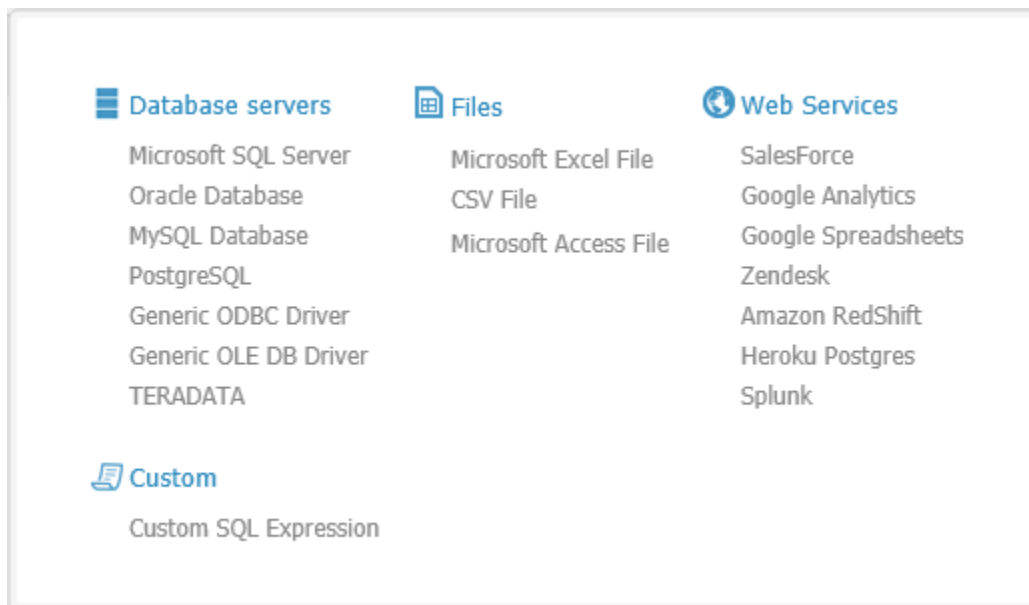 Database servers
Microsoft SQL Server
Oracle Database
MySQL Database
PostgreSQL
Generic ODBC Driver
Generic OLE DB Driver
TERADATA
Files
Microsoft Excel File
CSV File
Microsoft Access File
Web Services
SalesForce
Google Analytics
Google Spreadsheets
Zendesk
Amazon RedShift
Heroku Postgres
Splunk
Custom
Custom SQL Expression